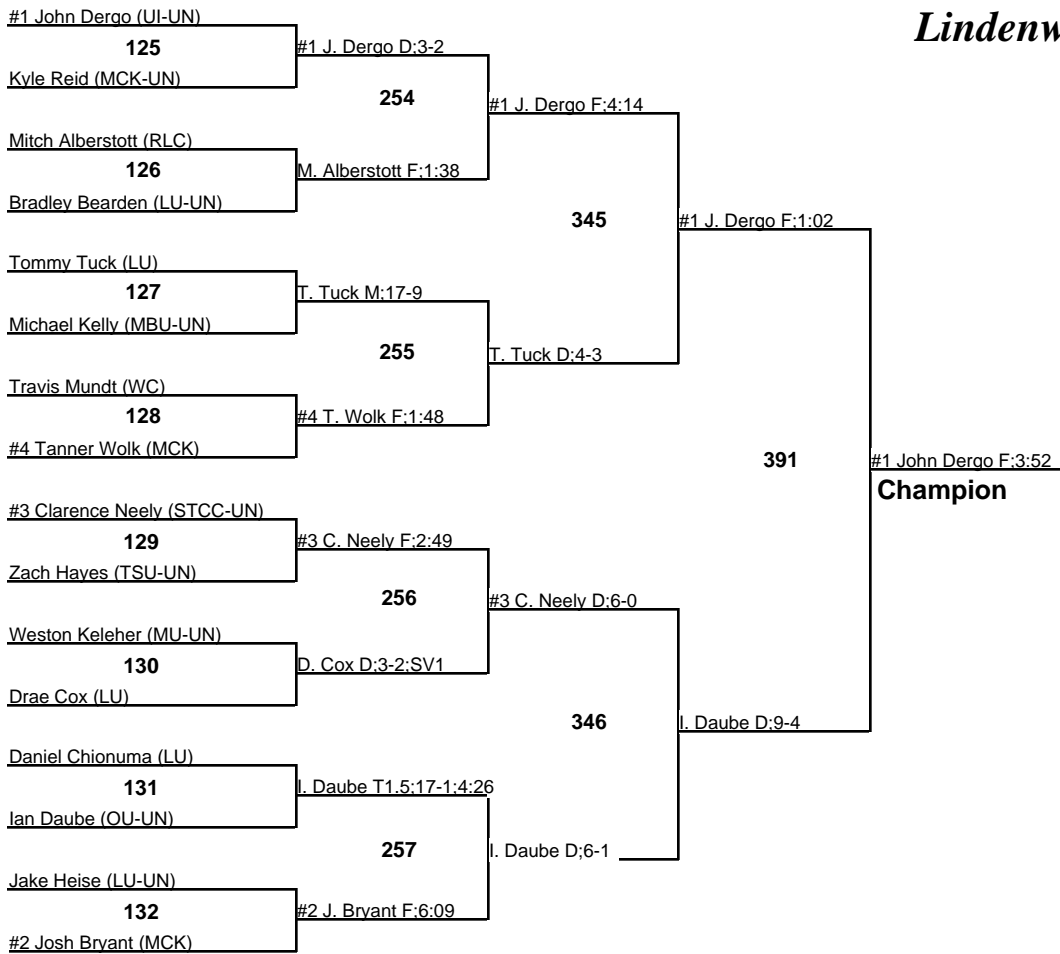 Lindenw
#1 John Dergo (UI-UN)
125
Kyle Reid (MCK-UN)
#1 J. Dergo D;3-2
254
Mitch Alberstott (RLC)
126
Bradley Bearden (LU-UN)
M. Alberstott F;1:38
#1 J. Dergo F;4:14
345
Tommy Tuck (LU)
127
Michael Kelly (MBU-UN)
T. Tuck M;17-9
255
Travis Mundt (WC)
128
#4 Tanner Wolk (MCK)
#4 T. Wolk F;1:48
T. Tuck D;4-3
#1 J. Dergo F;1:02
391
#3 Clarence Neely (STCC-UN)
129
Zach Hayes (TSU-UN)
#3 C. Neely F;2:49
256
Weston Keleher (MU-UN)
130
Drae Cox (LU)
D. Cox D;3-2;SV1
#3 C. Neely D;6-0
346
Daniel Chionuma (LU)
131
Ian Daube (OU-UN)
I. Daube T1.5;17-1;4:26
257
Jake Heise (LU-UN)
132
#2 Josh Bryant (MCK)
#2 J. Bryant F;6:09
I. Daube D;6-1
I. Daube D;9-4
#1 John Dergo F;3:52
Champion